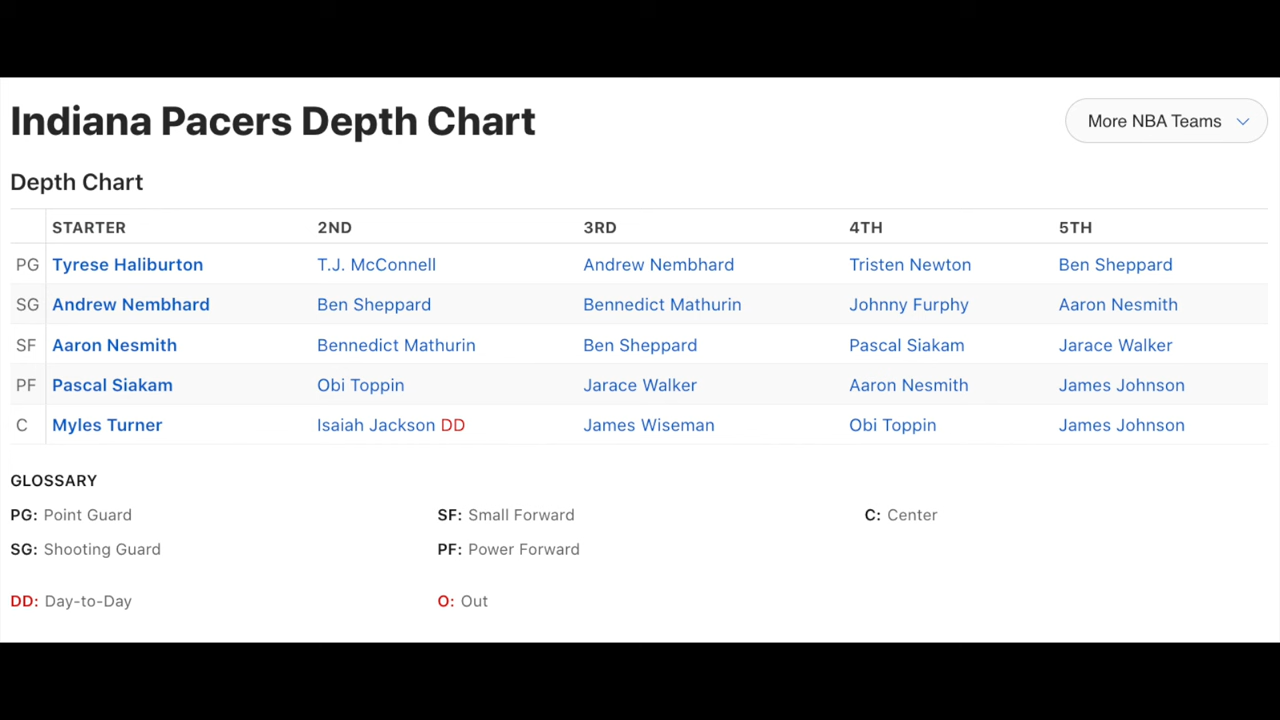 Indiana Pacers Depth Chart
More NBA Teams
Depth Chart
STARTER 2ND 3RD 4TH 5TH
PG Tyrese Haliburton T.J. McConnell Andrew Nembhard Tristen Newton Ben Sheppard
SG Andrew Nembhard Ben Sheppard Bennedict Mathurin Johnny Furphy Aaron Nesmith
SF Aaron Nesmith Bennedict Mathurin Ben Sheppard Pascal Siakam Jarace Walker
PF Pascal Siakam Obi Toppin Jarace Walker Aaron Nesmith James Johnson
C Myles Turner Isaiah Jackson DD James Wiseman Obi Toppin James Johnson
GLOSSARY
PG: Point Guard SF: Small Forward C: Center
SG: Shooting Guard PF: Power Forward
DD: Day-to-Day O: Out